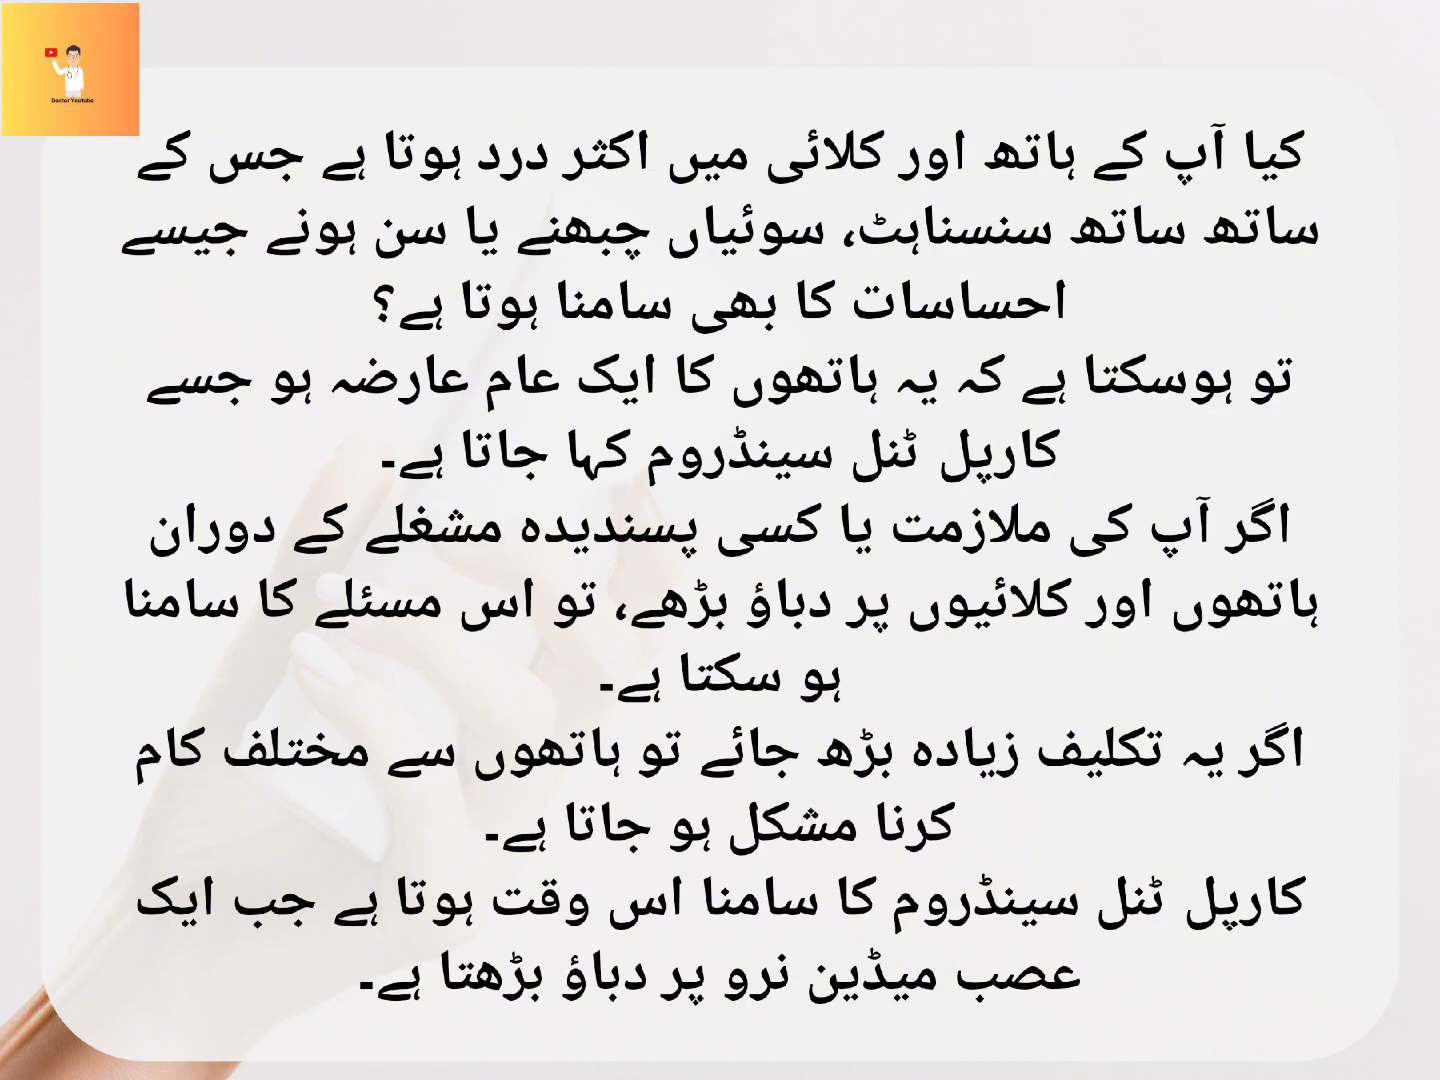 Doctor Youtube
کیا آپ کے ہاتھ اور کلائی میں اکثر درد ہوتا ہے جس کے
ساتھ ساتھ سنسناہٹ، سوئیاں چبھنے یا سن ہونے جیسے
احساسات کا بھی سامنا ہوتا ہے؟
تو ہوسکتا ہے کہ یہ ہاتھوں کا ایک عام عارضہ ہو جسے
کارپل ٹنل سینڈروم کہا جاتا ہے۔
اگر آپ کی ملازمت یا کسی پسندیدہ مشغلے کے دوران
ہاتھوں اور کلائیوں پر دباؤ بڑھے، تو اس مسئلے کا سامنا
ہو سکتا ہے۔
اگر یہ تکلیف زیادہ بڑھ جائے تو ہاتھوں سے مختلف کام
کرنا مشکل ہو جاتا ہے۔
کارپل ٹنل سینڈروم کا سامنا اس وقت ہوتا ہے جب ایک
عصب میڈین نرو پر دباؤ بڑھتا ہے۔